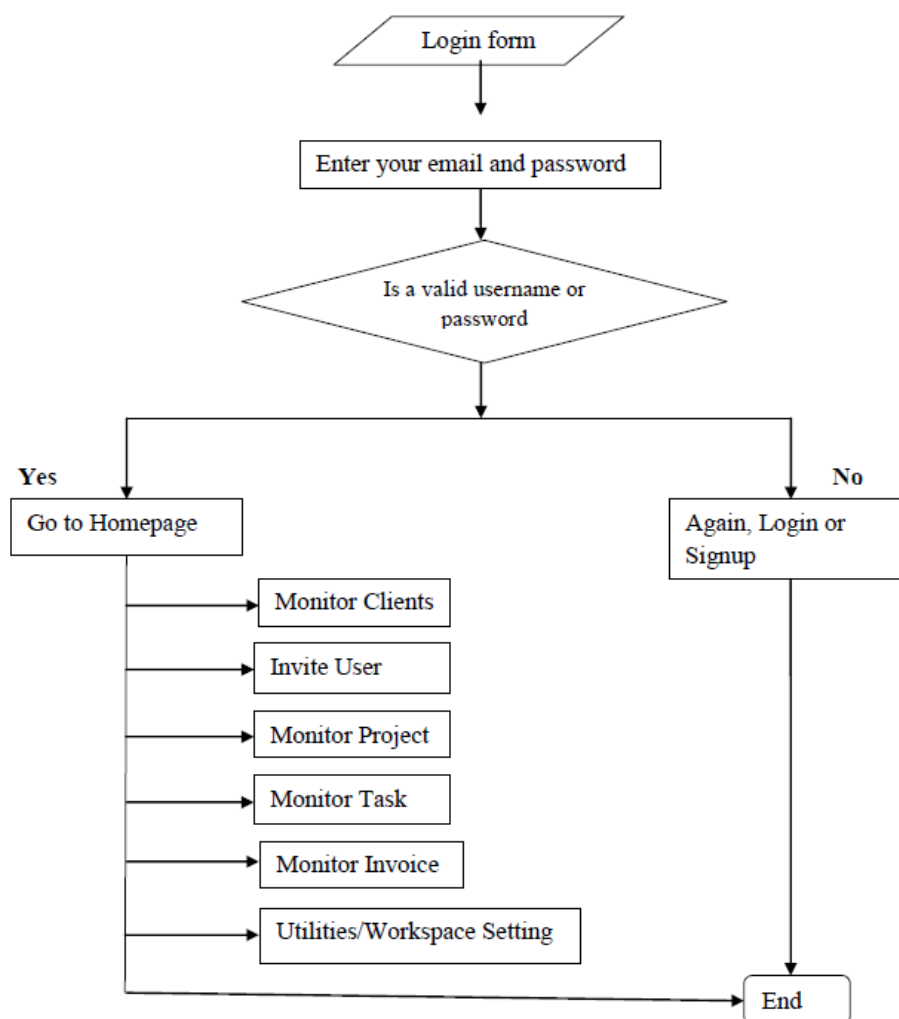 Login form
Enter your email and password
Is a valid username or
password
Yes
No
Go to Homepage
Again, Login or
Signup
Monitor Clients
Invite User
Monitor Project
Monitor Task
Monitor Invoice
Utilities/Workspace Setting
End